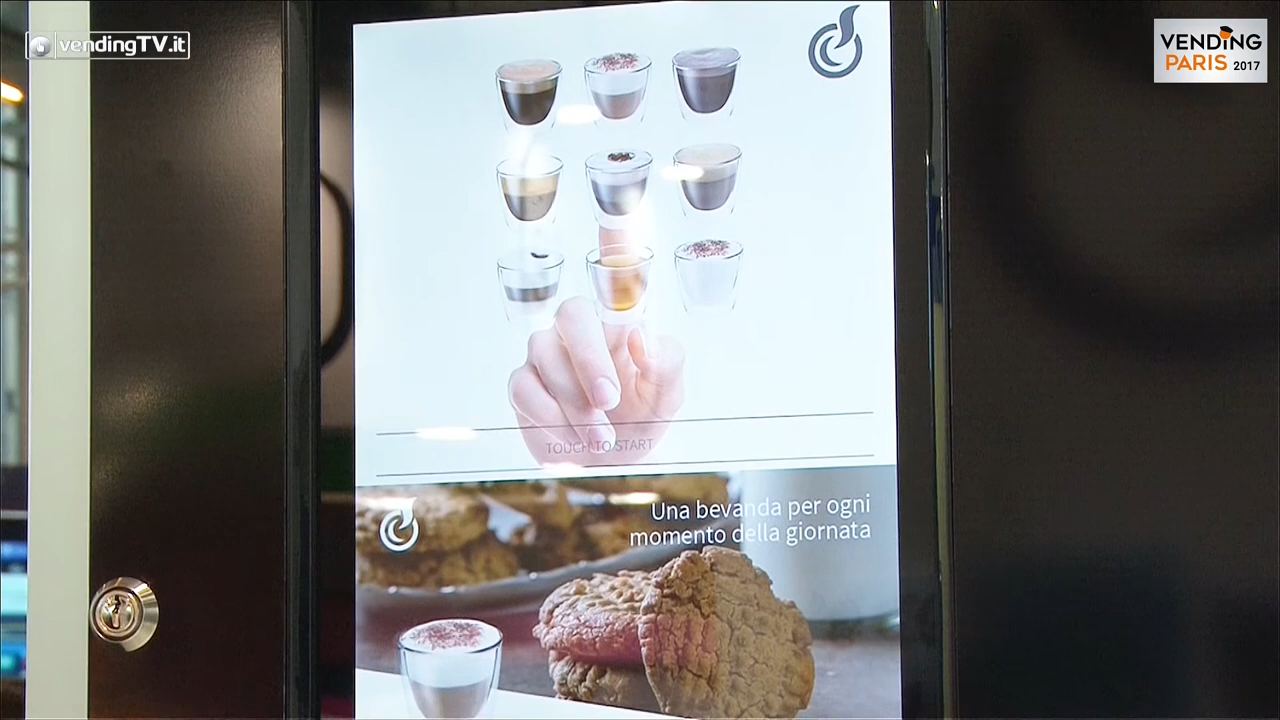 vendingTV.it
VENDING
PARIS 2017
TOUCH TO START
Una bevanda per ogni
momento della giornata